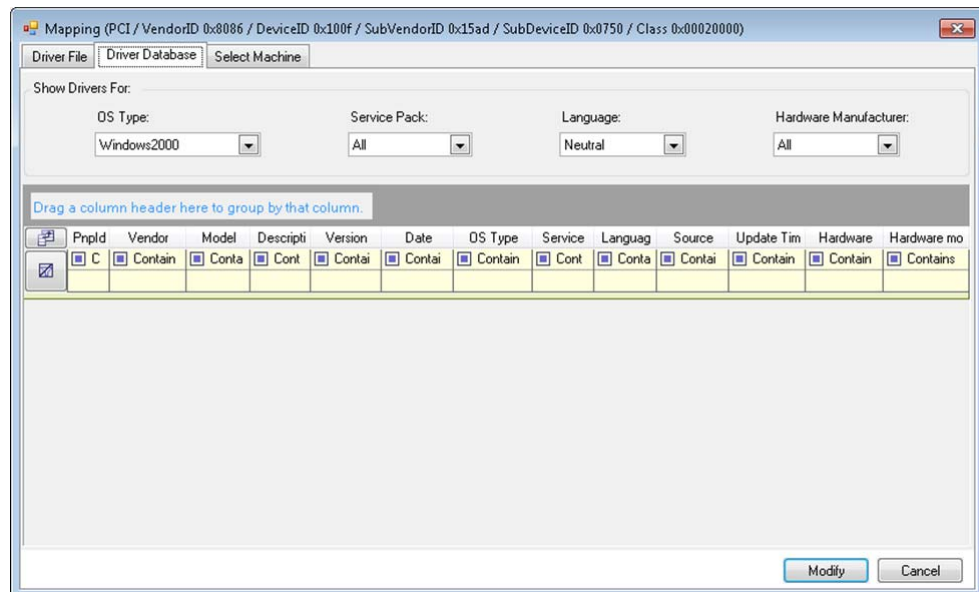 Mapping (PCI / VendorID 0x8086 / DeviceID 0x100f / SubVendorID 0x15ad / SubDeviceID 0x0750 / Class 0x00020000)
Driver File Driver Database Select Machine
Show Drivers For:
OS Type: Service Pack: Language: Hardware Manufacturer:
Windows2000 All Neutral All
Drag a column header here to group by that column.
PnpId Vendor Model Descripti Version Date OS Type Service Languag Source Update Tim Hardware Hardware mo
C Contain Conta Cont Contai Contai Contain Cont Conta Contai Contain Contain Contains
Modify Cancel